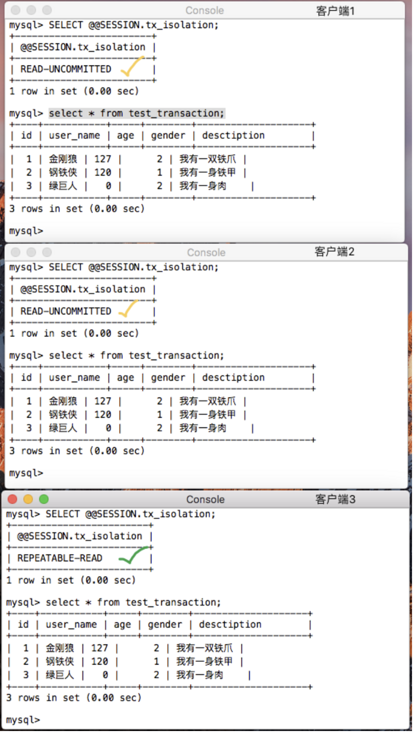 Console 客户端1
mysql> SELECT @@SESSION.tx_isolation;
+------------------------+
| @@SESSION.tx_isolation |
+------------------------+
| READ-UNCOMMITTED |
+------------------------+
1 row in set (0.00 sec)
mysql> select * from test_transaction;
+----+-----------+-----+--------+--------------------+
| id | user_name | age | gender | desctiption |
+----+-----------+-----+--------+--------------------+
| 1 | 金刚狼 | 127 | 2 | 我有一双铁爪 |
| 2 | 钢铁侠 | 120 | 1 | 我有一身铁甲 |
| 3 | 绿巨人 | 0 | 2 | 我有一身肉 |
+----+-----------+-----+--------+--------------------+
3 rows in set (0.00 sec)
mysql>
Console 客户端2
mysql> SELECT @@SESSION.tx_isolation;
+------------------------+
| @@SESSION.tx_isolation |
+------------------------+
| READ-UNCOMMITTED |
+------------------------+
1 row in set (0.00 sec)
mysql> select * from test_transaction;
+----+-----------+-----+--------+--------------------+
| id | user_name | age | gender | desctiption |
+----+-----------+-----+--------+--------------------+
| 1 | 金刚狼 | 127 | 2 | 我有一双铁爪 |
| 2 | 钢铁侠 | 120 | 1 | 我有一身铁甲 |
| 3 | 绿巨人 | 0 | 2 | 我有一身肉 |
+----+-----------+-----+--------+--------------------+
3 rows in set (0.00 sec)
mysql>
Console 客户端3
mysql> SELECT @@SESSION.tx_isolation;
+------------------------+
| @@SESSION.tx_isolation |
+------------------------+
| REPEATABLE-READ |
+------------------------+
1 row in set (0.00 sec)
mysql> select * from test_transaction;
+----+-----------+-----+--------+--------------------+
| id | user_name | age | gender | desctiption |
+----+-----------+-----+--------+--------------------+
| 1 | 金刚狼 | 127 | 2 | 我有一双铁爪 |
| 2 | 钢铁侠 | 120 | 1 | 我有一身铁甲 |
| 3 | 绿巨人 | 0 | 2 | 我有一身肉 |
+----+-----------+-----+--------+--------------------+
3 rows in set (0.00 sec)
mysql>